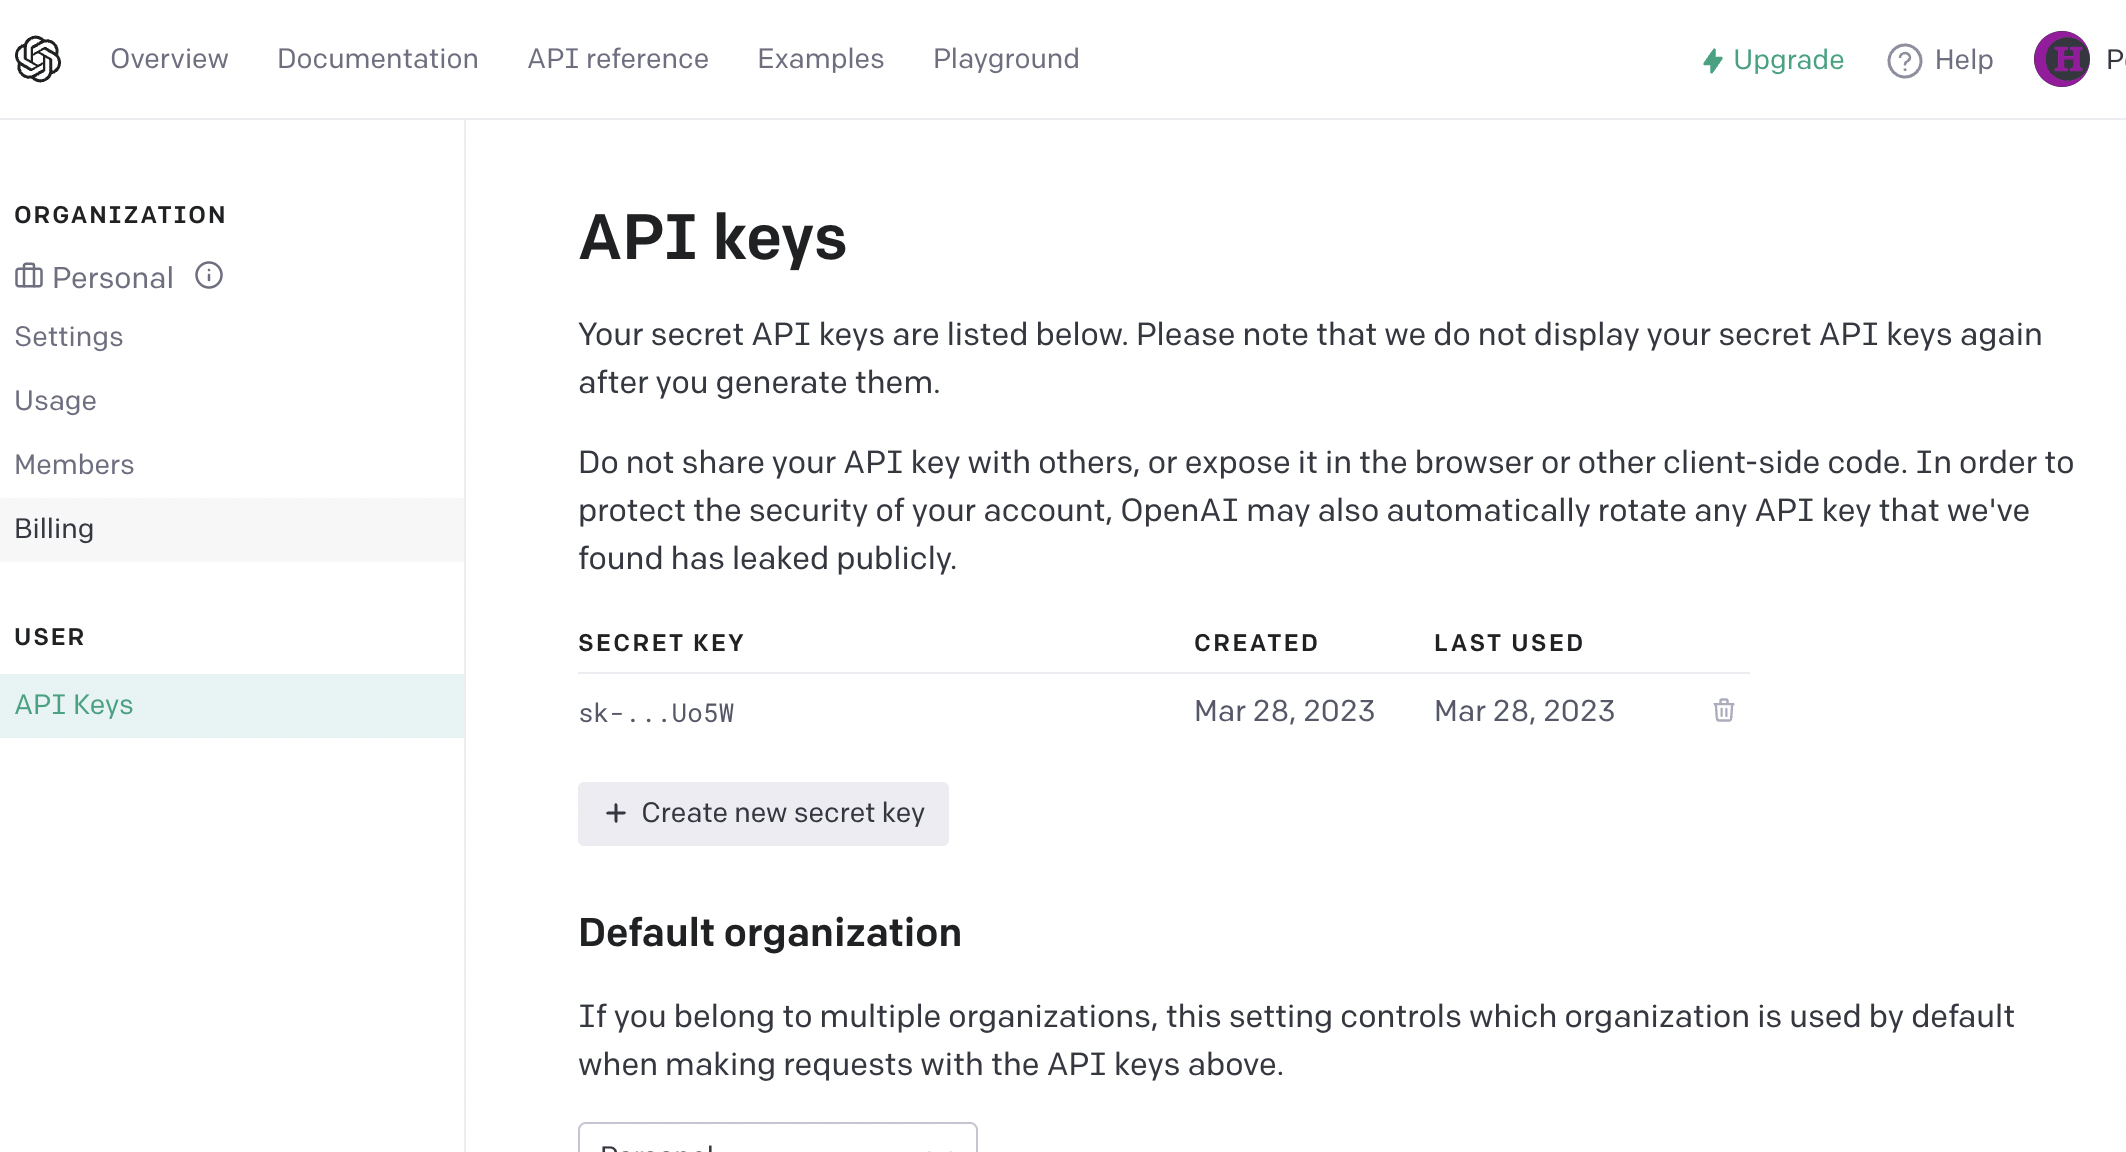 Overview Documentation API reference Examples Playground Upgrade Help
ORGANIZATION
Personal
Settings
Usage
Members
Billing
USER
API Keys
API keys
Your secret API keys are listed below. Please note that we do not display your secret API keys again
after you generate them.
Do not share your API key with others, or expose it in the browser or other client-side code. In order to
protect the security of your account, OpenAI may also automatically rotate any API key that we've
found has leaked publicly.
SECRET KEY CREATED LAST USED
sk-...Uo5W Mar 28, 2023 Mar 28, 2023
+ Create new secret key
Default organization
If you belong to multiple organizations, this setting controls which organization is used by default
when making requests with the API keys above.
Personal